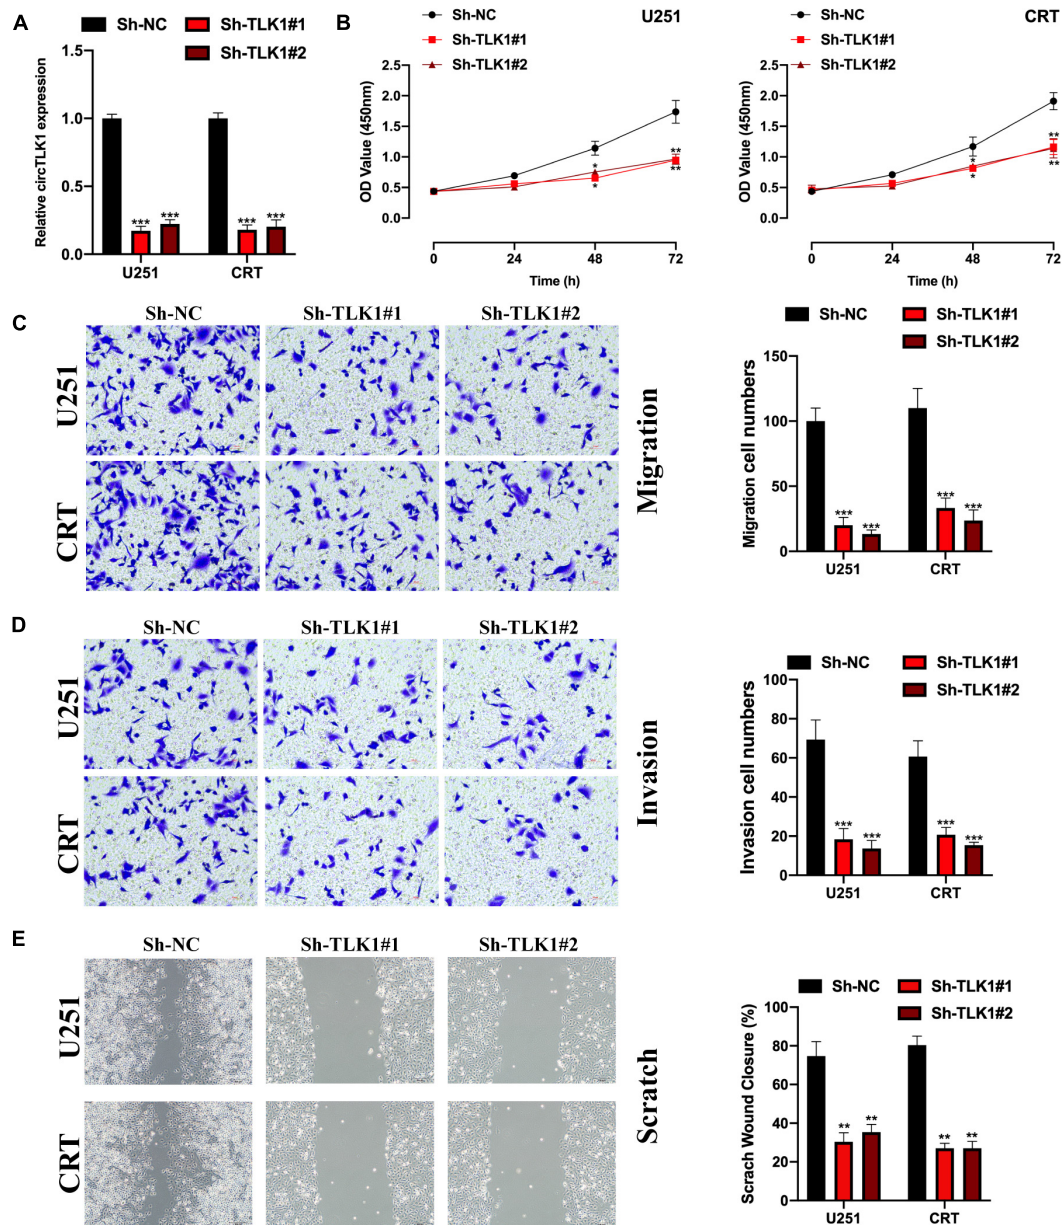 A
Sh-NC
Sh-TLK1#1
Sh-TLK1#2
Relative circTLK1 expression
1.5
1.0
0.5
0.0
*** *** *** ***
U251 CRT
B
U251
Sh-NC
Sh-TLK1#1
Sh-TLK1#2
OD Value (450nm)
2.5
2.0
1.5
1.0
0.5
0.0
*
*
**
**
0 24 48 72
Time (h)
CRT
Sh-NC
Sh-TLK1#1
Sh-TLK1#2
OD Value (450nm)
2.5
2.0
1.5
1.0
0.5
0.0
*
*
**
**
0 24 48 72
Time (h)
C
Sh-NC Sh-TLK1#1 Sh-TLK1#2
U251
CRT
Migration
Sh-NC Sh-TLK1#1
Sh-TLK1#2
Migration cell numbers
150
100
50
0
*** *** *** ***
U251 CRT
D
Sh-NC Sh-TLK1#1 Sh-TLK1#2
U251
CRT
Invasion
Sh-NC Sh-TLK1#1
Sh-TLK1#2
Invasion cell numbers
100
80
60
40
20
0
*** *** *** ***
U251 CRT
E
Sh-NC Sh-TLK1#1 Sh-TLK1#2
U251
CRT
Scratch
Sh-NC Sh-TLK1#1
Sh-TLK1#2
Scrach Wound Closure (%)
100
80
60
40
20
0
** ** ** **
U251 CRT